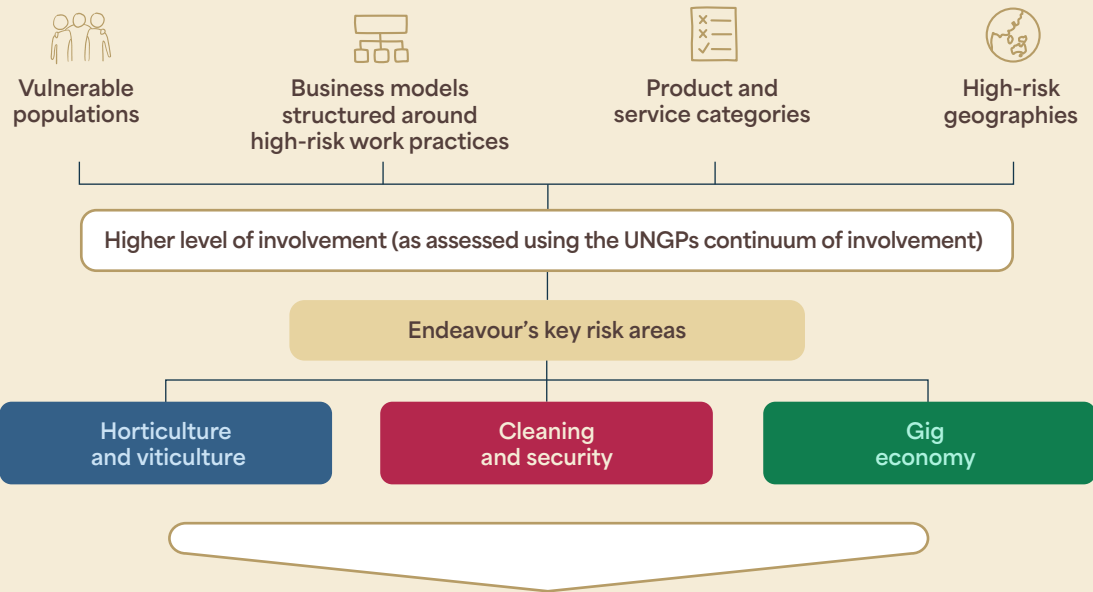 Vulnerable
populations
Business models
structured around
high-risk work practices
Product and
service categories
High-risk
geographies
Higher level of involvement (as assessed using the UNGPs continuum of involvement)
Endeavour’s key risk areas
Horticulture
and viticulture
Cleaning
and security
Gig
economy